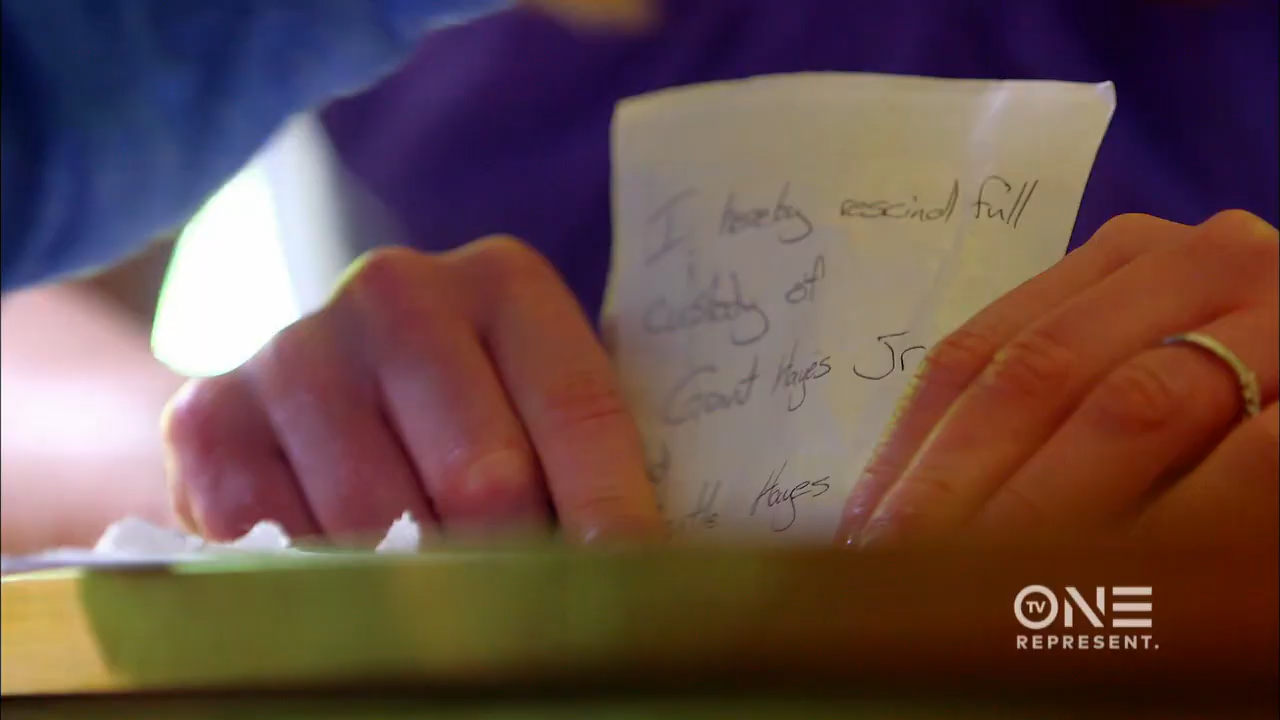 I hereby rescind full
custody of
Grant Hayes Jr
Hayes
TV ONE
REPRESENT.